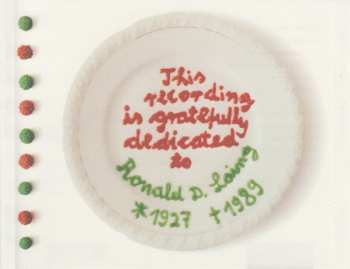 This
recording
is gratefully
dedicated
to
Ronald D. Laing
*1927 †1989